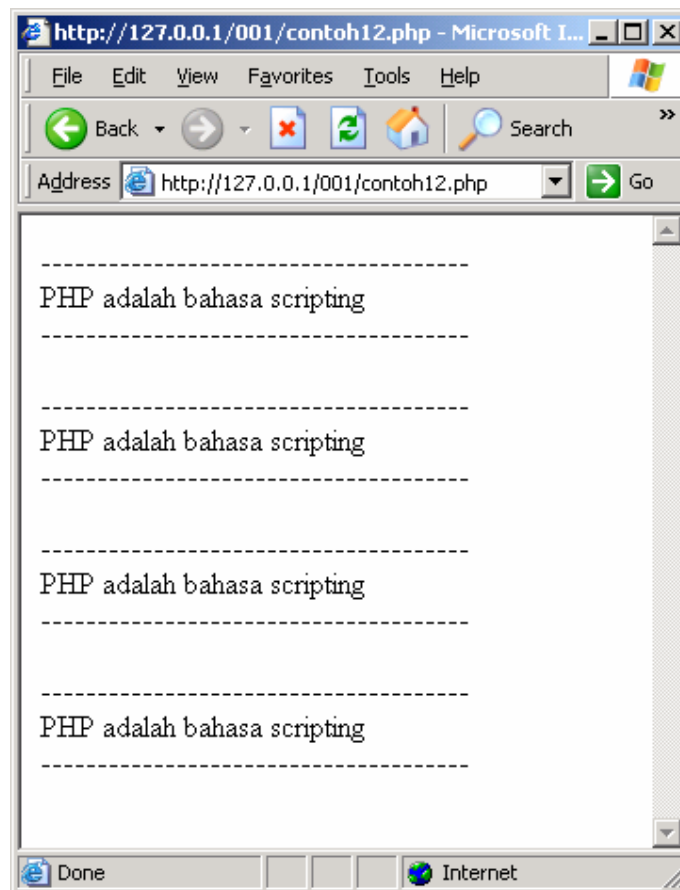 http://127.0.0.1/001/contoh12.php - Microsoft I...
File Edit View Favorites Tools Help
Back Search »
Address http://127.0.0.1/001/contoh12.php Go
-------------------------------------
PHP adalah bahasa scripting
-------------------------------------
-------------------------------------
PHP adalah bahasa scripting
-------------------------------------
-------------------------------------
PHP adalah bahasa scripting
-------------------------------------
-------------------------------------
PHP adalah bahasa scripting
-------------------------------------
Done Internet